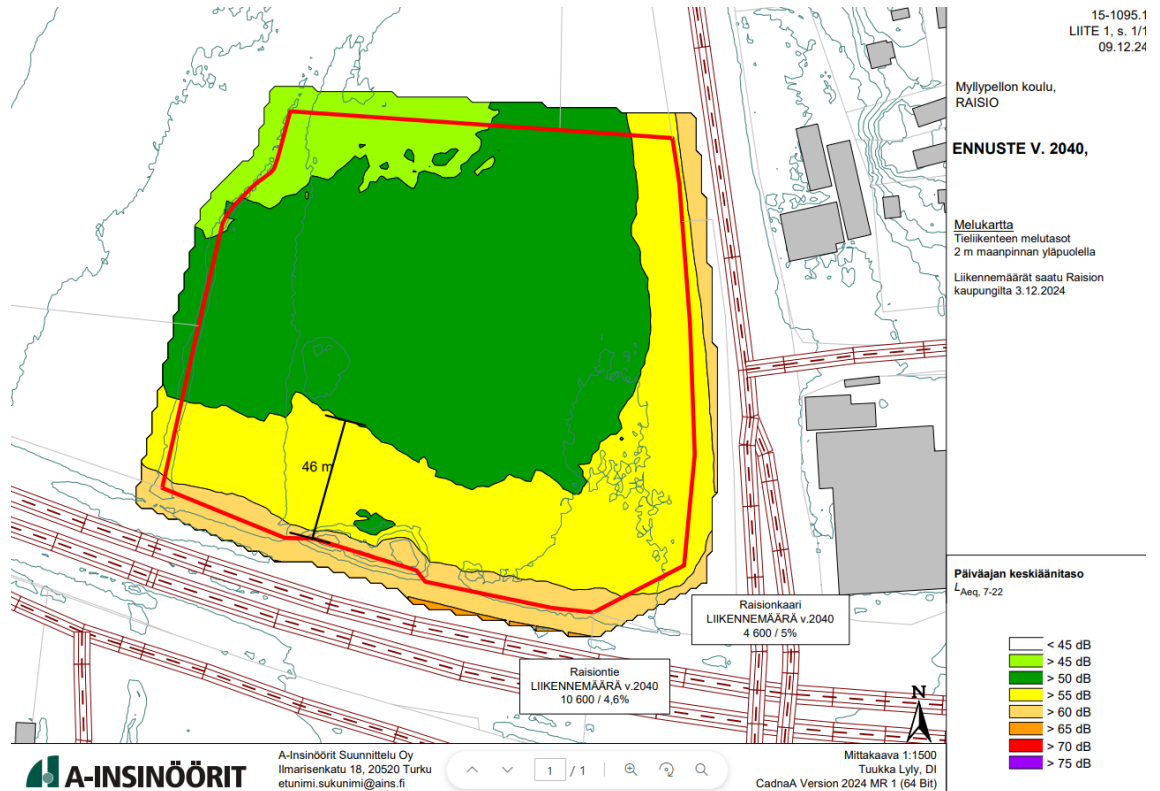 15-1095.1
LIITE 1, s. 1/1
09.12.24
Myllypellon koulu,
RAISIO
ENNUSTE V. 2040,
Melukartta
Tieliikenteen melutasot
2 m maanpinnan yläpuolella
Liikennemäärät saatu Raision
kaupungilta 3.12.2024
46 m
Raisionkaari
LIIKENNEMÄÄRÄ v.2040
4 600 / 5%
Raisiontie
LIIKENNEMÄÄRÄ v.2040
10 600 / 4,6%
Päiväajan keskiäänitaso
LAeq, 7-22
< 45 dB
> 45 dB
> 50 dB
> 55 dB
> 60 dB
> 65 dB
> 70 dB
> 75 dB
N
A-INSINÖÖRIT
A-Insinöörit Suunnittelu Oy
Ilmarisenkatu 18, 20520 Turku
etunimi.sukunimi@ains.fi
1 / 1
Mittakaava 1:1500
Tuukka Lyly, DI
CadnaA Version 2024 MR 1 (64 Bit)